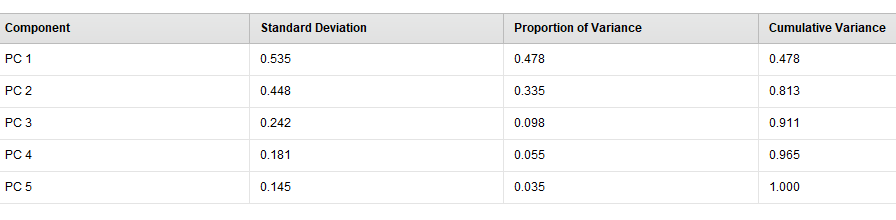 Component Standard Deviation Proportion of Variance Cumulative Variance
PC 1 0.535 0.478 0.478
PC 2 0.448 0.335 0.813
PC 3 0.242 0.098 0.911
PC 4 0.181 0.055 0.965
PC 5 0.145 0.035 1.000